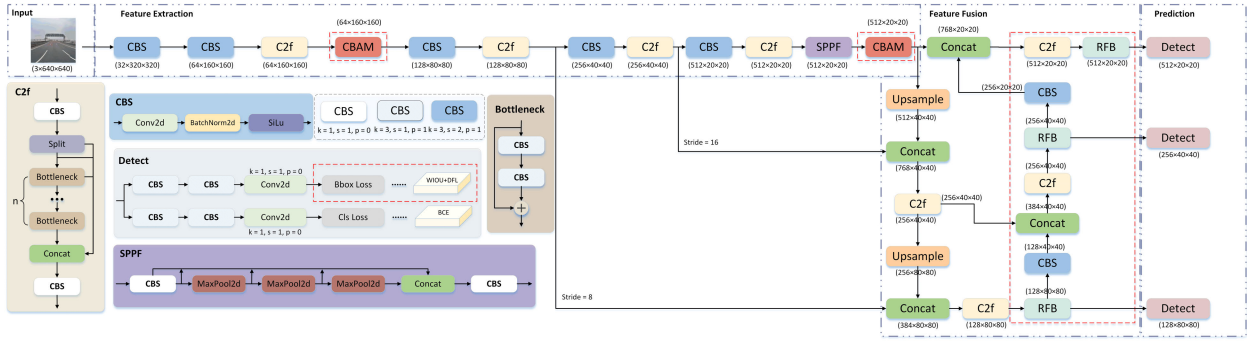 Input
Feature Extraction
Feature Fusion
Prediction
(64×160×160)
(512×20×20)
(768×20×20)
CBS
CBS
C2f
CBAM
CBS
C2f
CBS
C2f
CBS
C2f
SPPF
CBAM
Concat
C2f
RFB
Detect
(3×640×640)
(32×320×320)
(64×160×160)
(64×160×160)
(128×80×80)
(128×80×80)
(256×40×40)
(256×40×40)
(512×20×20)
(512×20×20)
(512×20×20)
(512×20×20)
(512×20×20)
(512×20×20)
C2f
CBS
Split
Bottleneck
n
Bottleneck
Concat
CBS
CBS
Conv2d
BatchNorm2d
SiLu
CBS
CBS
CBS
k = 1, s = 1, p = 0
k = 3, s = 1, p = 1
k = 3, s = 2, p = 1
Bottleneck
CBS
CBS
Detect
k = 1, s = 1, p = 0
CBS
CBS
Conv2d
Bbox Loss
......
WIOU+DFL
CBS
CBS
Conv2d
Cls Loss
......
BCE
k = 1, s = 1, p = 0
SPPF
CBS
MaxPool2d
MaxPool2d
MaxPool2d
Concat
CBS
Stride = 16
Stride = 8
Upsample
(512×40×40)
Concat
(768×40×40)
C2f
(256×40×40)
(256×40×40)
Upsample
(256×80×80)
Concat
(384×80×80)
C2f
(128×80×80)
(256×20×20)
CBS
(256×40×40)
RFB
(256×40×40)
C2f
(384×40×40)
Concat
(128×40×40)
CBS
(128×80×80)
RFB
Detect
(256×40×40)
Detect
(128×80×80)